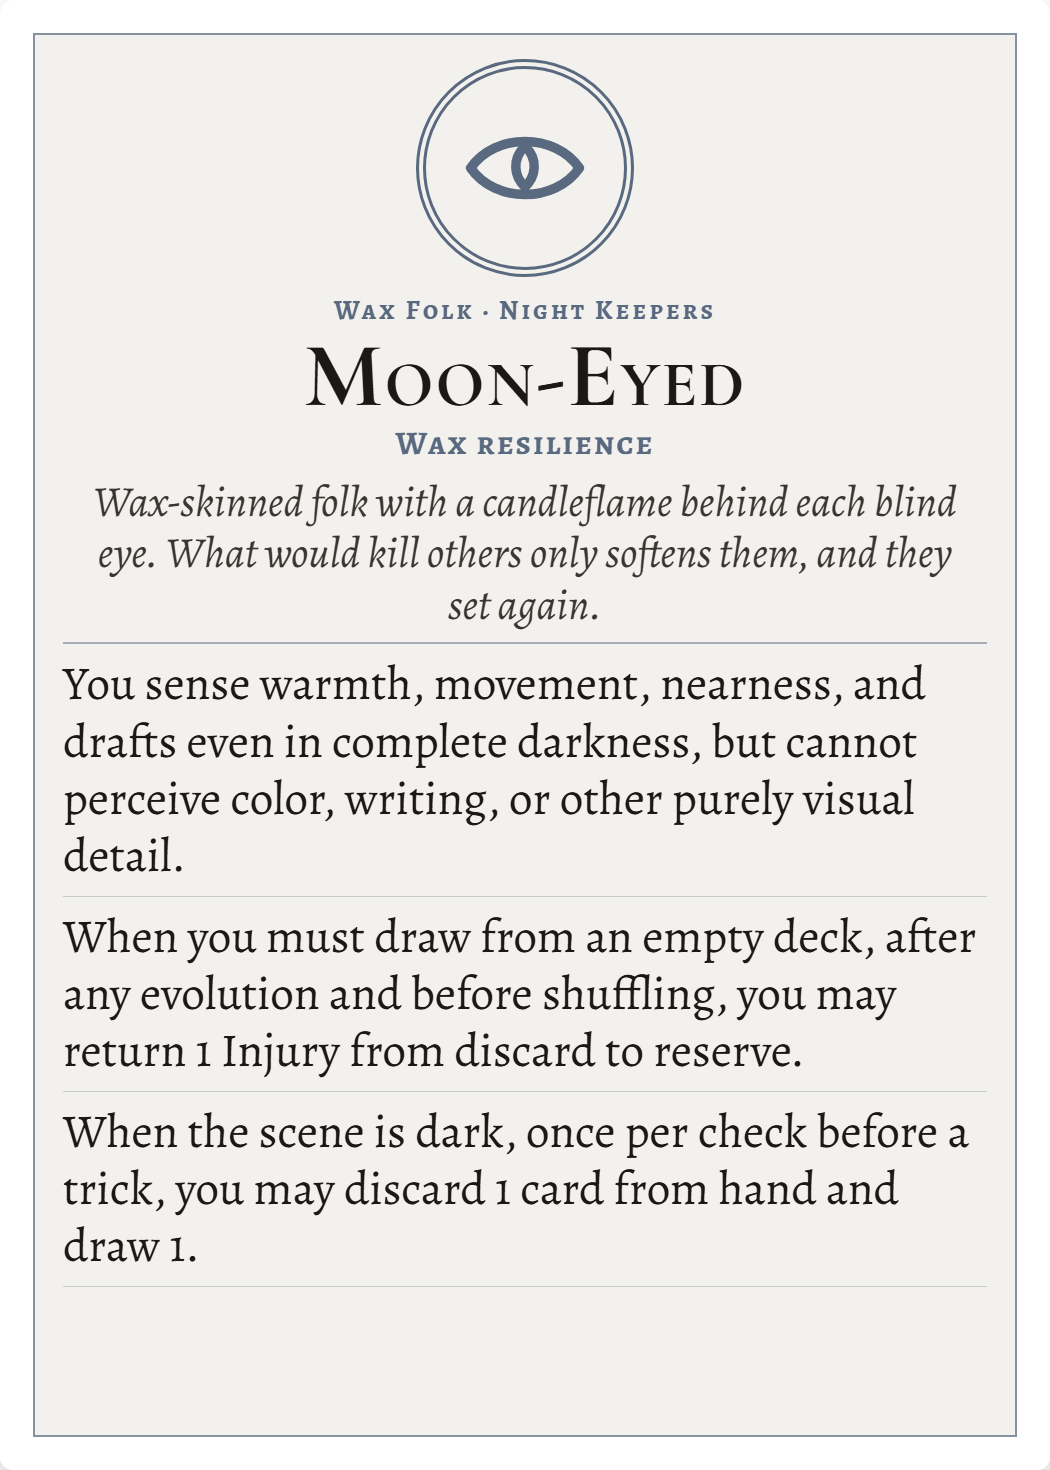 Wax Folk · Night Keepers
Moon-Eyed
Wax resilience
Wax-skinned folk with a candleflame behind each blind
eye. What would kill others only softens them, and they
set again.
You sense warmth, movement, nearness, and
drafts even in complete darkness, but cannot
perceive color, writing, or other purely visual
detail.
When you must draw from an empty deck, after
any evolution and before shuffling, you may
return 1 Injury from discard to reserve.
When the scene is dark, once per check before a
trick, you may discard 1 card from hand and
draw 1.